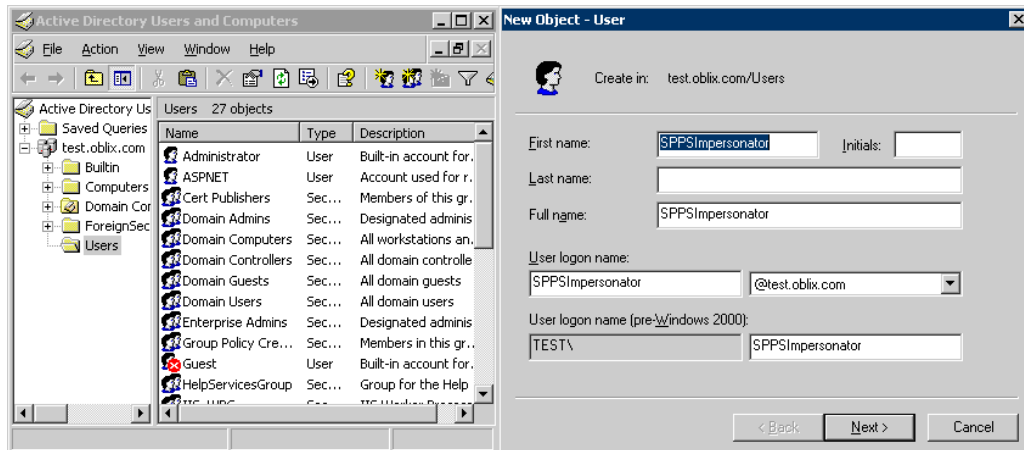 Active Directory Users and Computers
File Action View Window Help
Active Directory Us
Saved Queries
test.oblix.com
Builtin
Computers
Domain Cor
ForeignSec
Users
Users 27 objects
Name Type Description
Administrator User Built-in account for.
ASPNET User Account used for r.
Cert Publishers Sec... Members of this gr.
Domain Admins Sec... Designated adminis
Domain Computers Sec... All workstations an.
Domain Controllers Sec... All domain controlle
Domain Guests Sec... All domain guests
Domain Users Sec... All domain users
Enterprise Admins Sec... Designated adminis
Group Policy Cre... Sec... Members in this gr..
Guest User Built-in account for.
HelpServicesGroup Sec... Group for the Help
IIS_WPG Sec... IIS Worker Process
New Object - User
Create in: test.oblix.com/Users
First name: SPPSImpersonator Initials:
Last name:
Full name: SPPSImpersonator
User logon name:
SPPSImpersonator @test.oblix.com
User logon name (pre-Windows 2000):
TEST\ SPPSImpersonator
< Back Next > Cancel